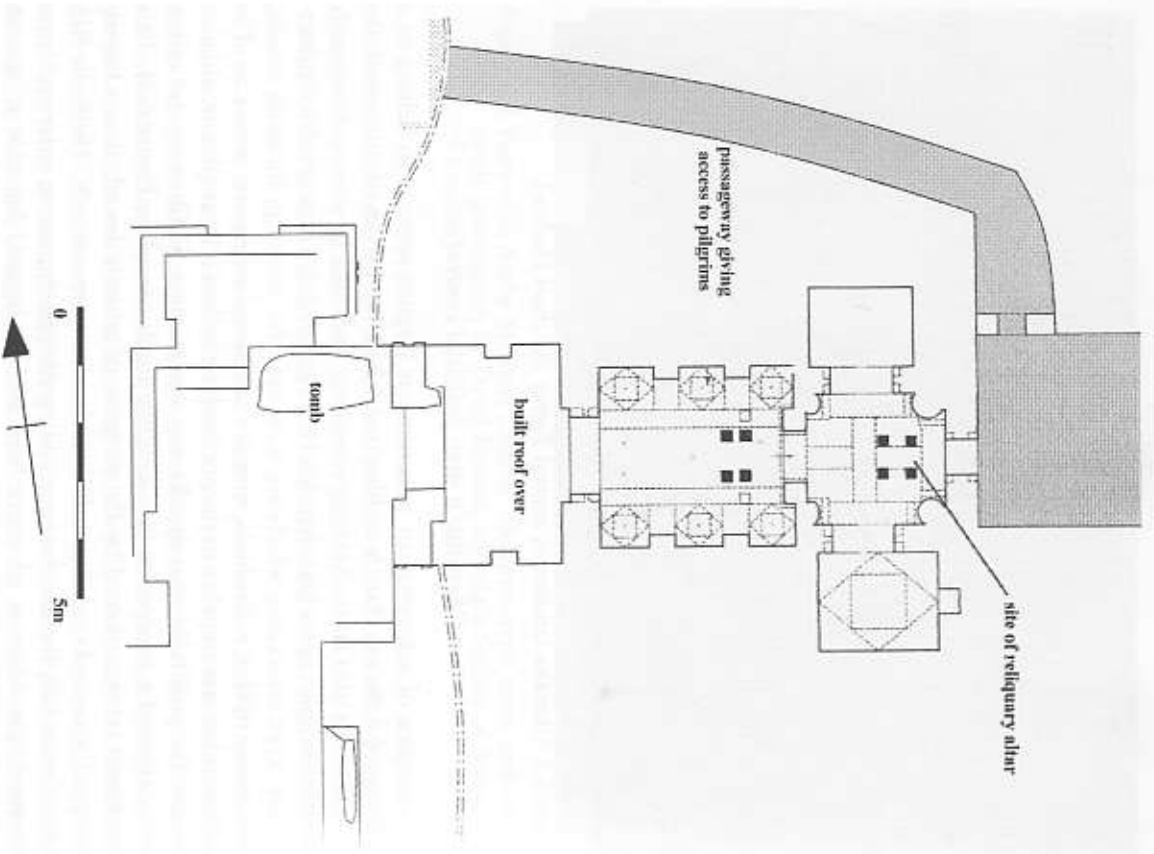 passageway giving
access to pilgrims
site of reliquary altar
built roof over
tomb
0
5m